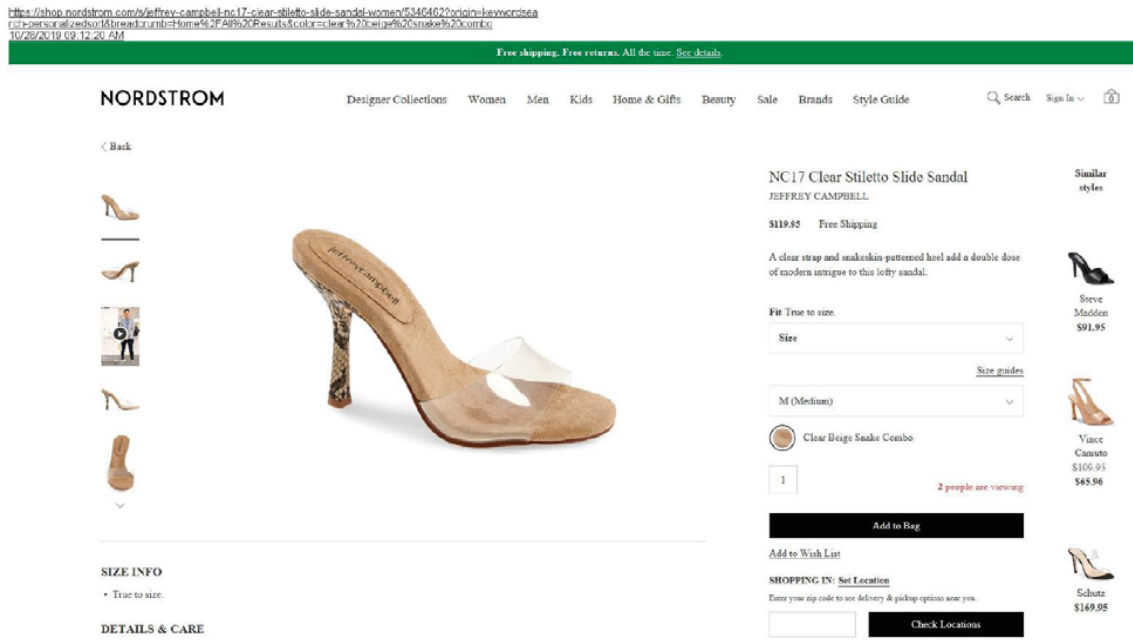 https://shop.nordstrom.com/s/jeffrey-campbell-nc17-clear-stiletto-slide-sandal-women/5346462?origin=keywordsea
rch-personalizedsort&breadcrumb=Home%2FAll%20Results&color=clear%20beige%20snake%20combo
10/28/2019 09:12:20 AM
Free shipping. Free returns. All the time. See details.
NORDSTROM
Designer Collections Women Men Kids Home & Gifts Beauty Sale Brands Style Guide
Search Sign In 0
Back
jeffrey campbell
NC17 Clear Stiletto Slide Sandal
JEFFREY CAMPBELL
$119.95 Free Shipping
A clear strap and snakeskin-patterned heel add a double dose
of modern intrigue to this lofty sandal.
Fit True to size.
Size
Size guides
M (Medium)
Clear Beige Snake Combo
1
2 people are viewing
Add to Bag
Add to Wish List
SHOPPING IN: Set Location
Enter your zip code to see delivery & pickup options near you.
Check Locations
Similar
styles
Steve
Madden
$91.95
Vince
Camuto
$109.95
$65.96
Schutz
$169.95
SIZE INFO
• True to size.
DETAILS & CARE